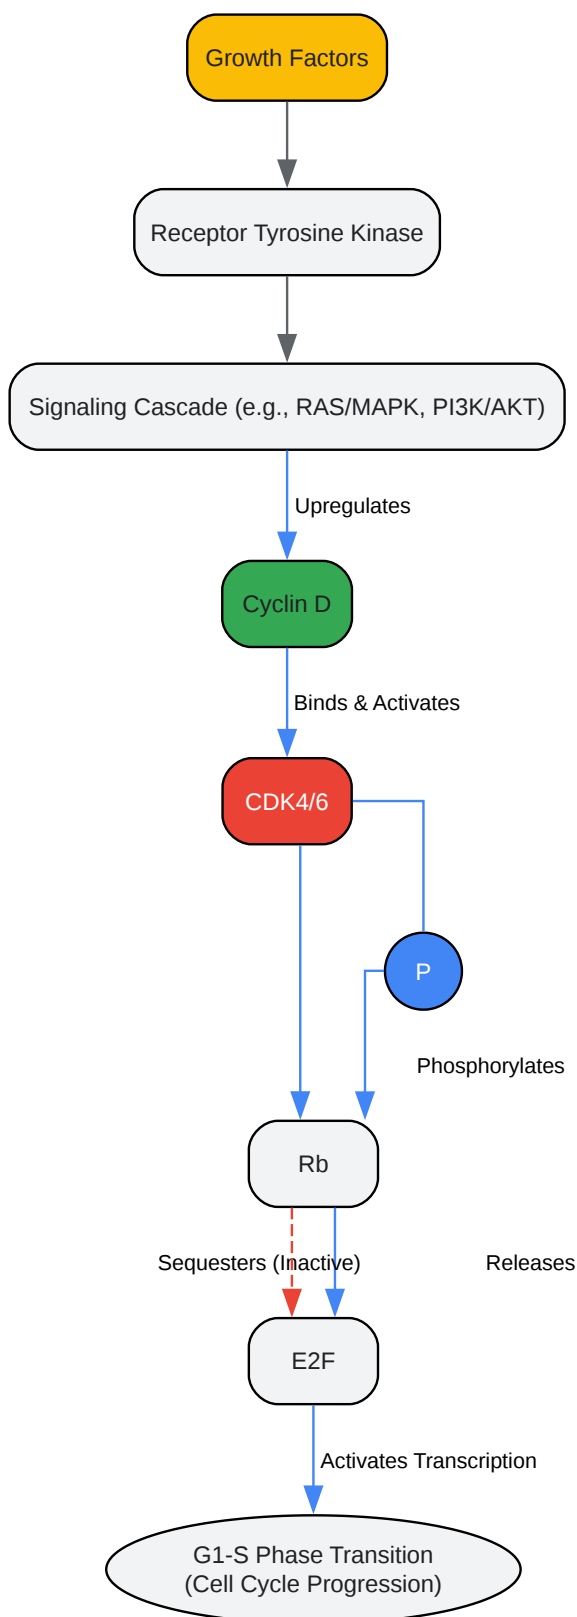 Growth Factors
Receptor Tyrosine Kinase
Signaling Cascade (e.g., RAS/MAPK, PI3K/AKT)
Upregulates
Cyclin D
Binds & Activates
CDK4/6
P
Phosphorylates
Rb
Sequesters (Inactive)
Releases
E2F
Activates Transcription
G1-S Phase Transition
(Cell Cycle Progression)